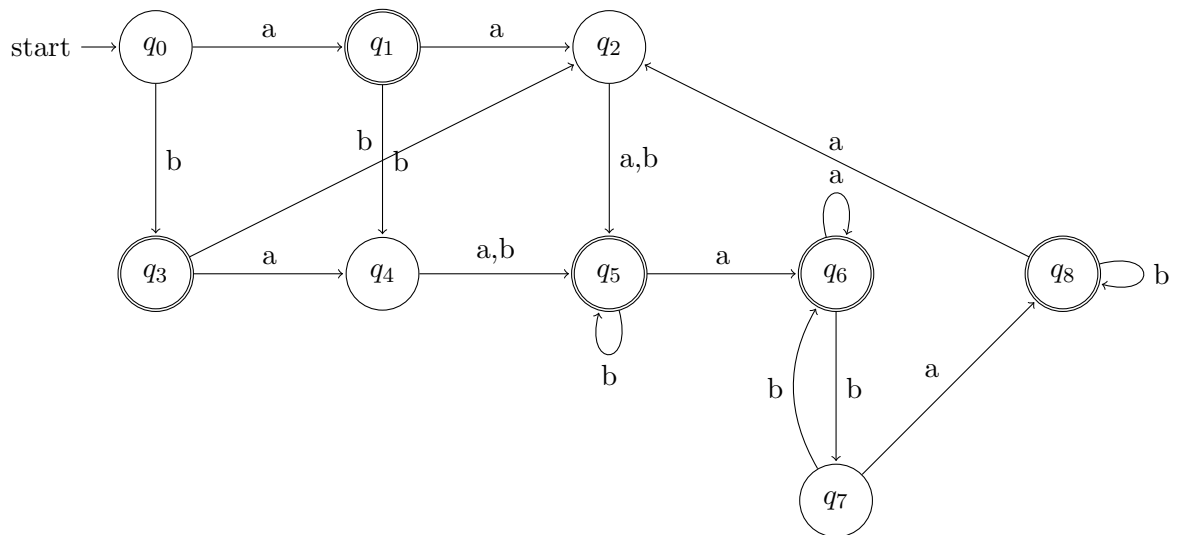 a a
start q0 q1 q2
b b b a,b a
a
a a,b a
q3 q4 q5 q6 q8 b
b
b b a
q7